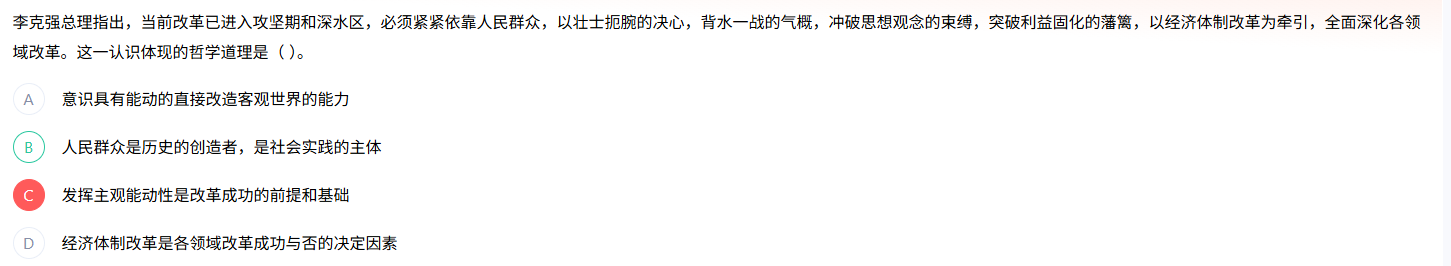 李克强总理指出，当前改革已进入攻坚期和深水区，必须紧紧依靠人民群众，以壮士扼腕的决心，背水一战的气概，冲破思想观念的束缚，突破利益固化的藩篱，以经济体制改革为牵引，全面深化各领
域改革。这一认识体现的哲学道理是（ ）。
A 意识具有能动的直接改造客观世界的能力
B 人民群众是历史的创造者，是社会实践的主体
C 发挥主观能动性是改革成功的前提和基础
D 经济体制改革是各领域改革成功与否的决定因素